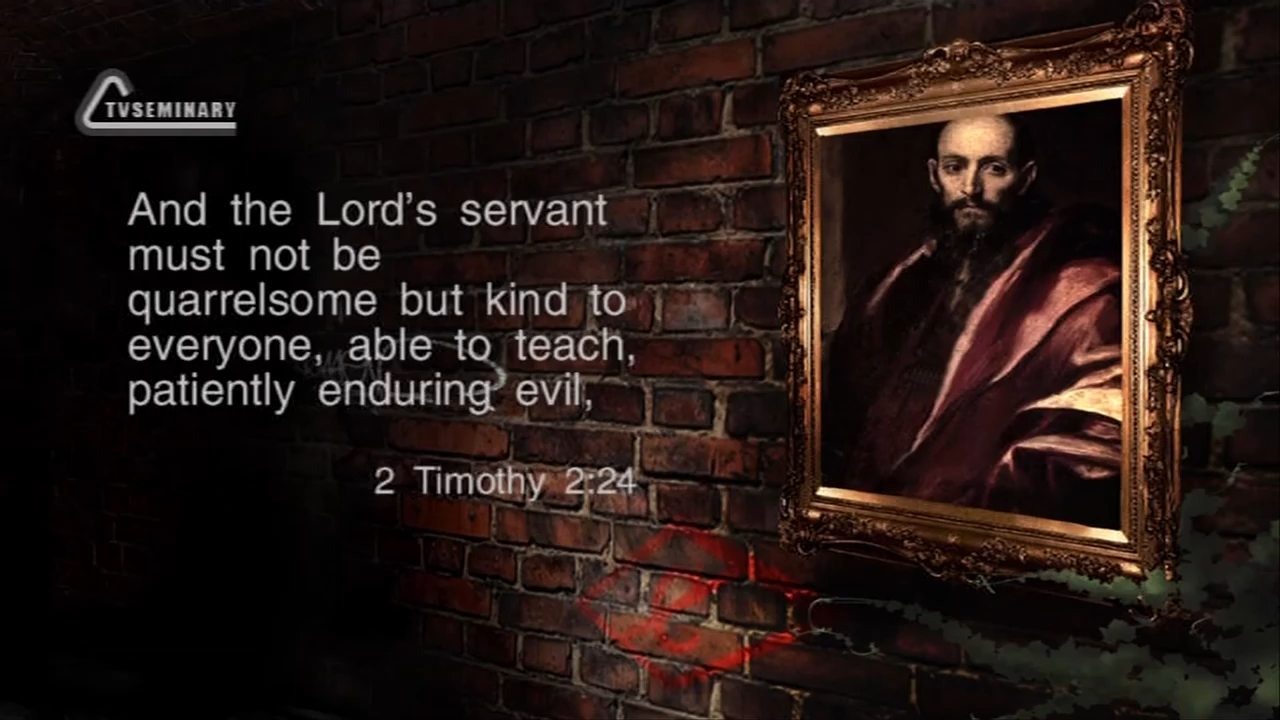 TVSEMINARY
And the Lord’s servant
must not be
quarrelsome but kind to
everyone, able to teach,
patiently enduring evil,
2 Timothy 2:24